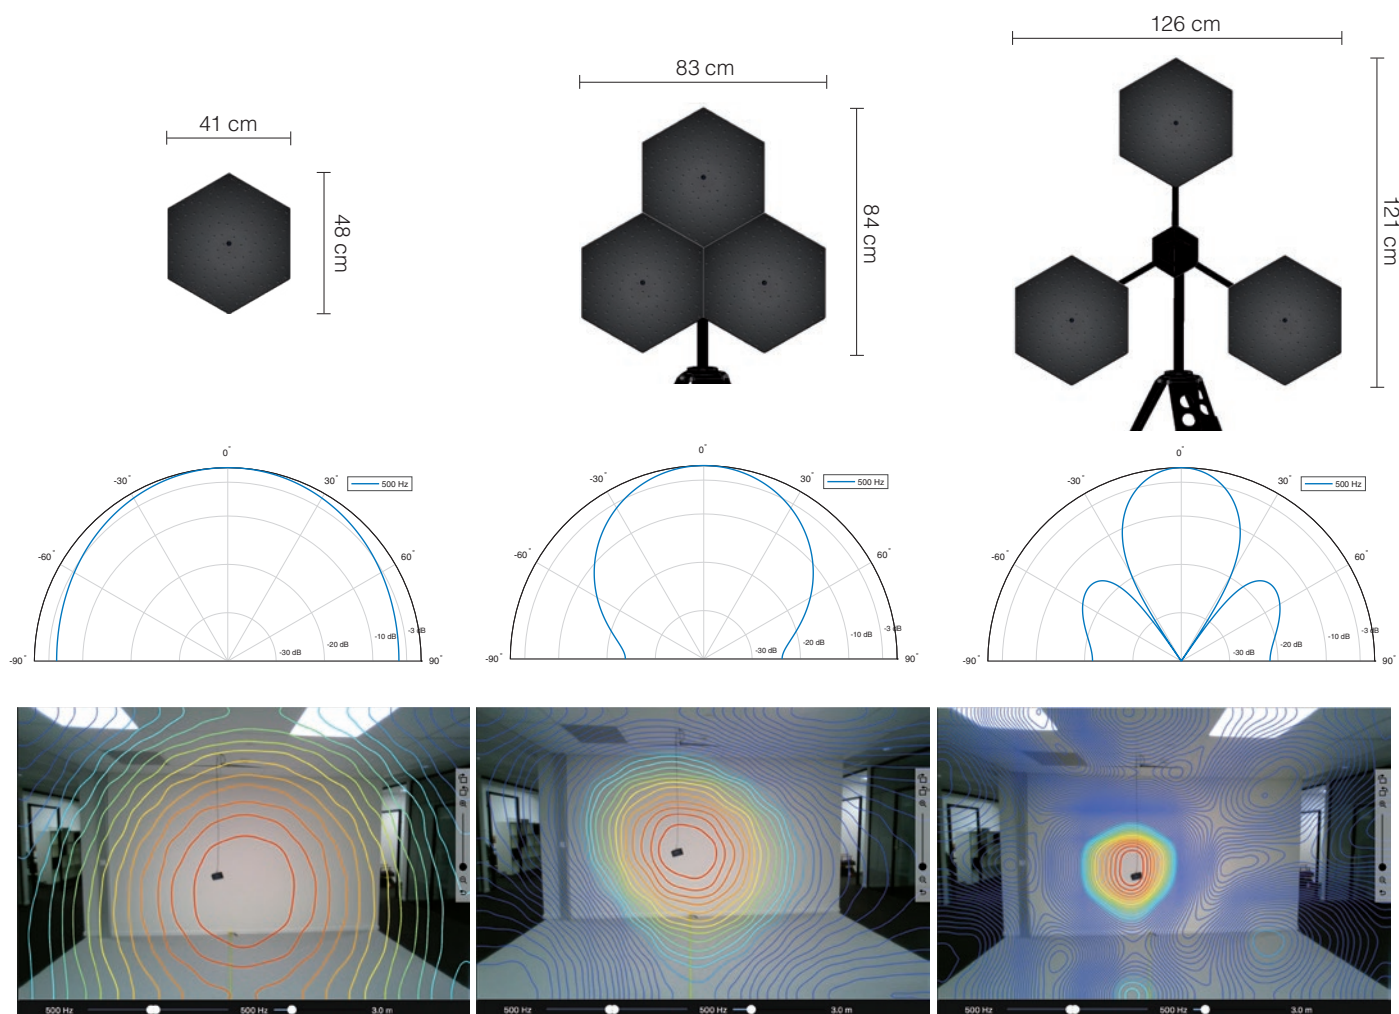 126 cm
83 cm
41 cm
48 cm
84 cm
121 cm
0°
-30°
30°
500 Hz
-60°
60°
-90°
90°
-30 dB
-20 dB
-10 dB
-3 dB
0°
-30°
30°
500 Hz
-60°
60°
-90°
90°
-30 dB
-20 dB
-10 dB
-3 dB
0°
-30°
30°
500 Hz
-60°
60°
-90°
90°
-30 dB
-20 dB
-10 dB
-3 dB
500 Hz 500 Hz 3.0 m
500 Hz 500 Hz 3.0 m
500 Hz 500 Hz 3.0 m